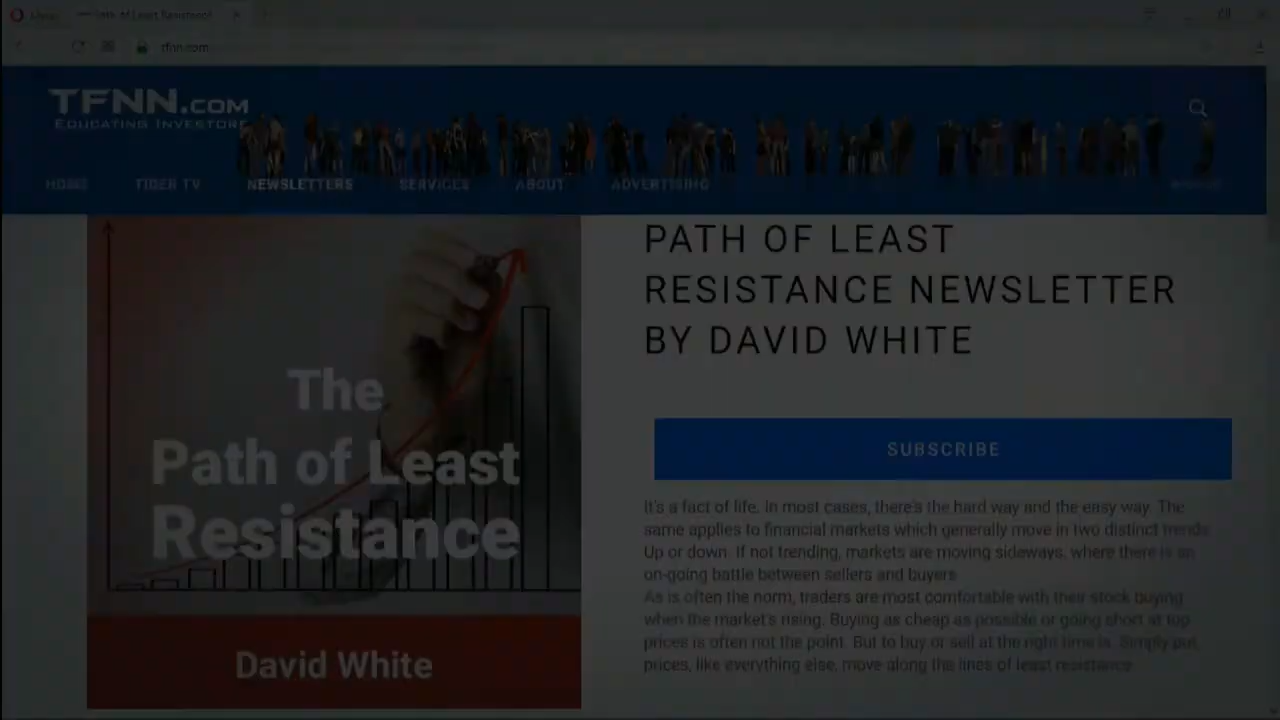 Path of Least Resistance
tfnn.com
TFNN.COM
EDUCATING INVESTORS
HOME TIGER TV NEWSLETTERS SERVICES ABOUT ADVERTISING
PATH OF LEAST
RESISTANCE NEWSLETTER
BY DAVID WHITE
The
Path of Least
Resistance
David White
SUBSCRIBE
It's a fact of life. In most cases, there's the hard way and the easy way. The
same applies to financial markets which generally move in two distinct trends.
Up or down. If not trending, markets are moving sideways, where there is an
on-going battle between sellers and buyers
As is often the norm, traders are most comfortable with their stock buying
when the market's rising. Buying as cheap as possible or going short at top
prices is often not the point. But to buy or sell at the right time is. Simply put,
prices, like everything else, move along the lines of least resistance